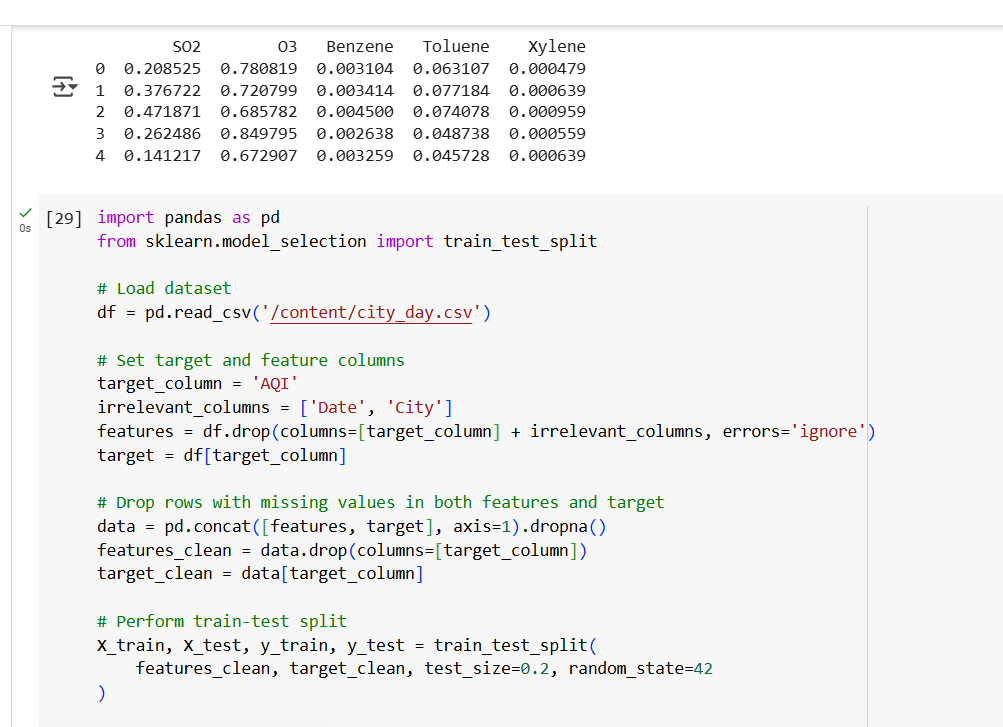 SO2 O3 Benzene Toluene Xylene
0 0.208525 0.780819 0.003104 0.063107 0.000479
1 0.376722 0.720799 0.003414 0.077184 0.000639
2 0.471871 0.685782 0.004500 0.074078 0.000959
3 0.262486 0.849795 0.002638 0.048738 0.000559
4 0.141217 0.672907 0.003259 0.045728 0.000639
[29] import pandas as pd
0s
from sklearn.model_selection import train_test_split
# Load dataset
df = pd.read_csv('/content/city_day.csv')
# Set target and feature columns
target_column = 'AQI'
irrelevant_columns = ['Date', 'City']
features = df.drop(columns=[target_column] + irrelevant_columns, errors='ignore')
target = df[target_column]
# Drop rows with missing values in both features and target
data = pd.concat([features, target], axis=1).dropna()
features_clean = data.drop(columns=[target_column])
target_clean = data[target_column]
# Perform train-test split
X_train, X_test, y_train, y_test = train_test_split(
    features_clean, target_clean, test_size=0.2, random_state=42
)